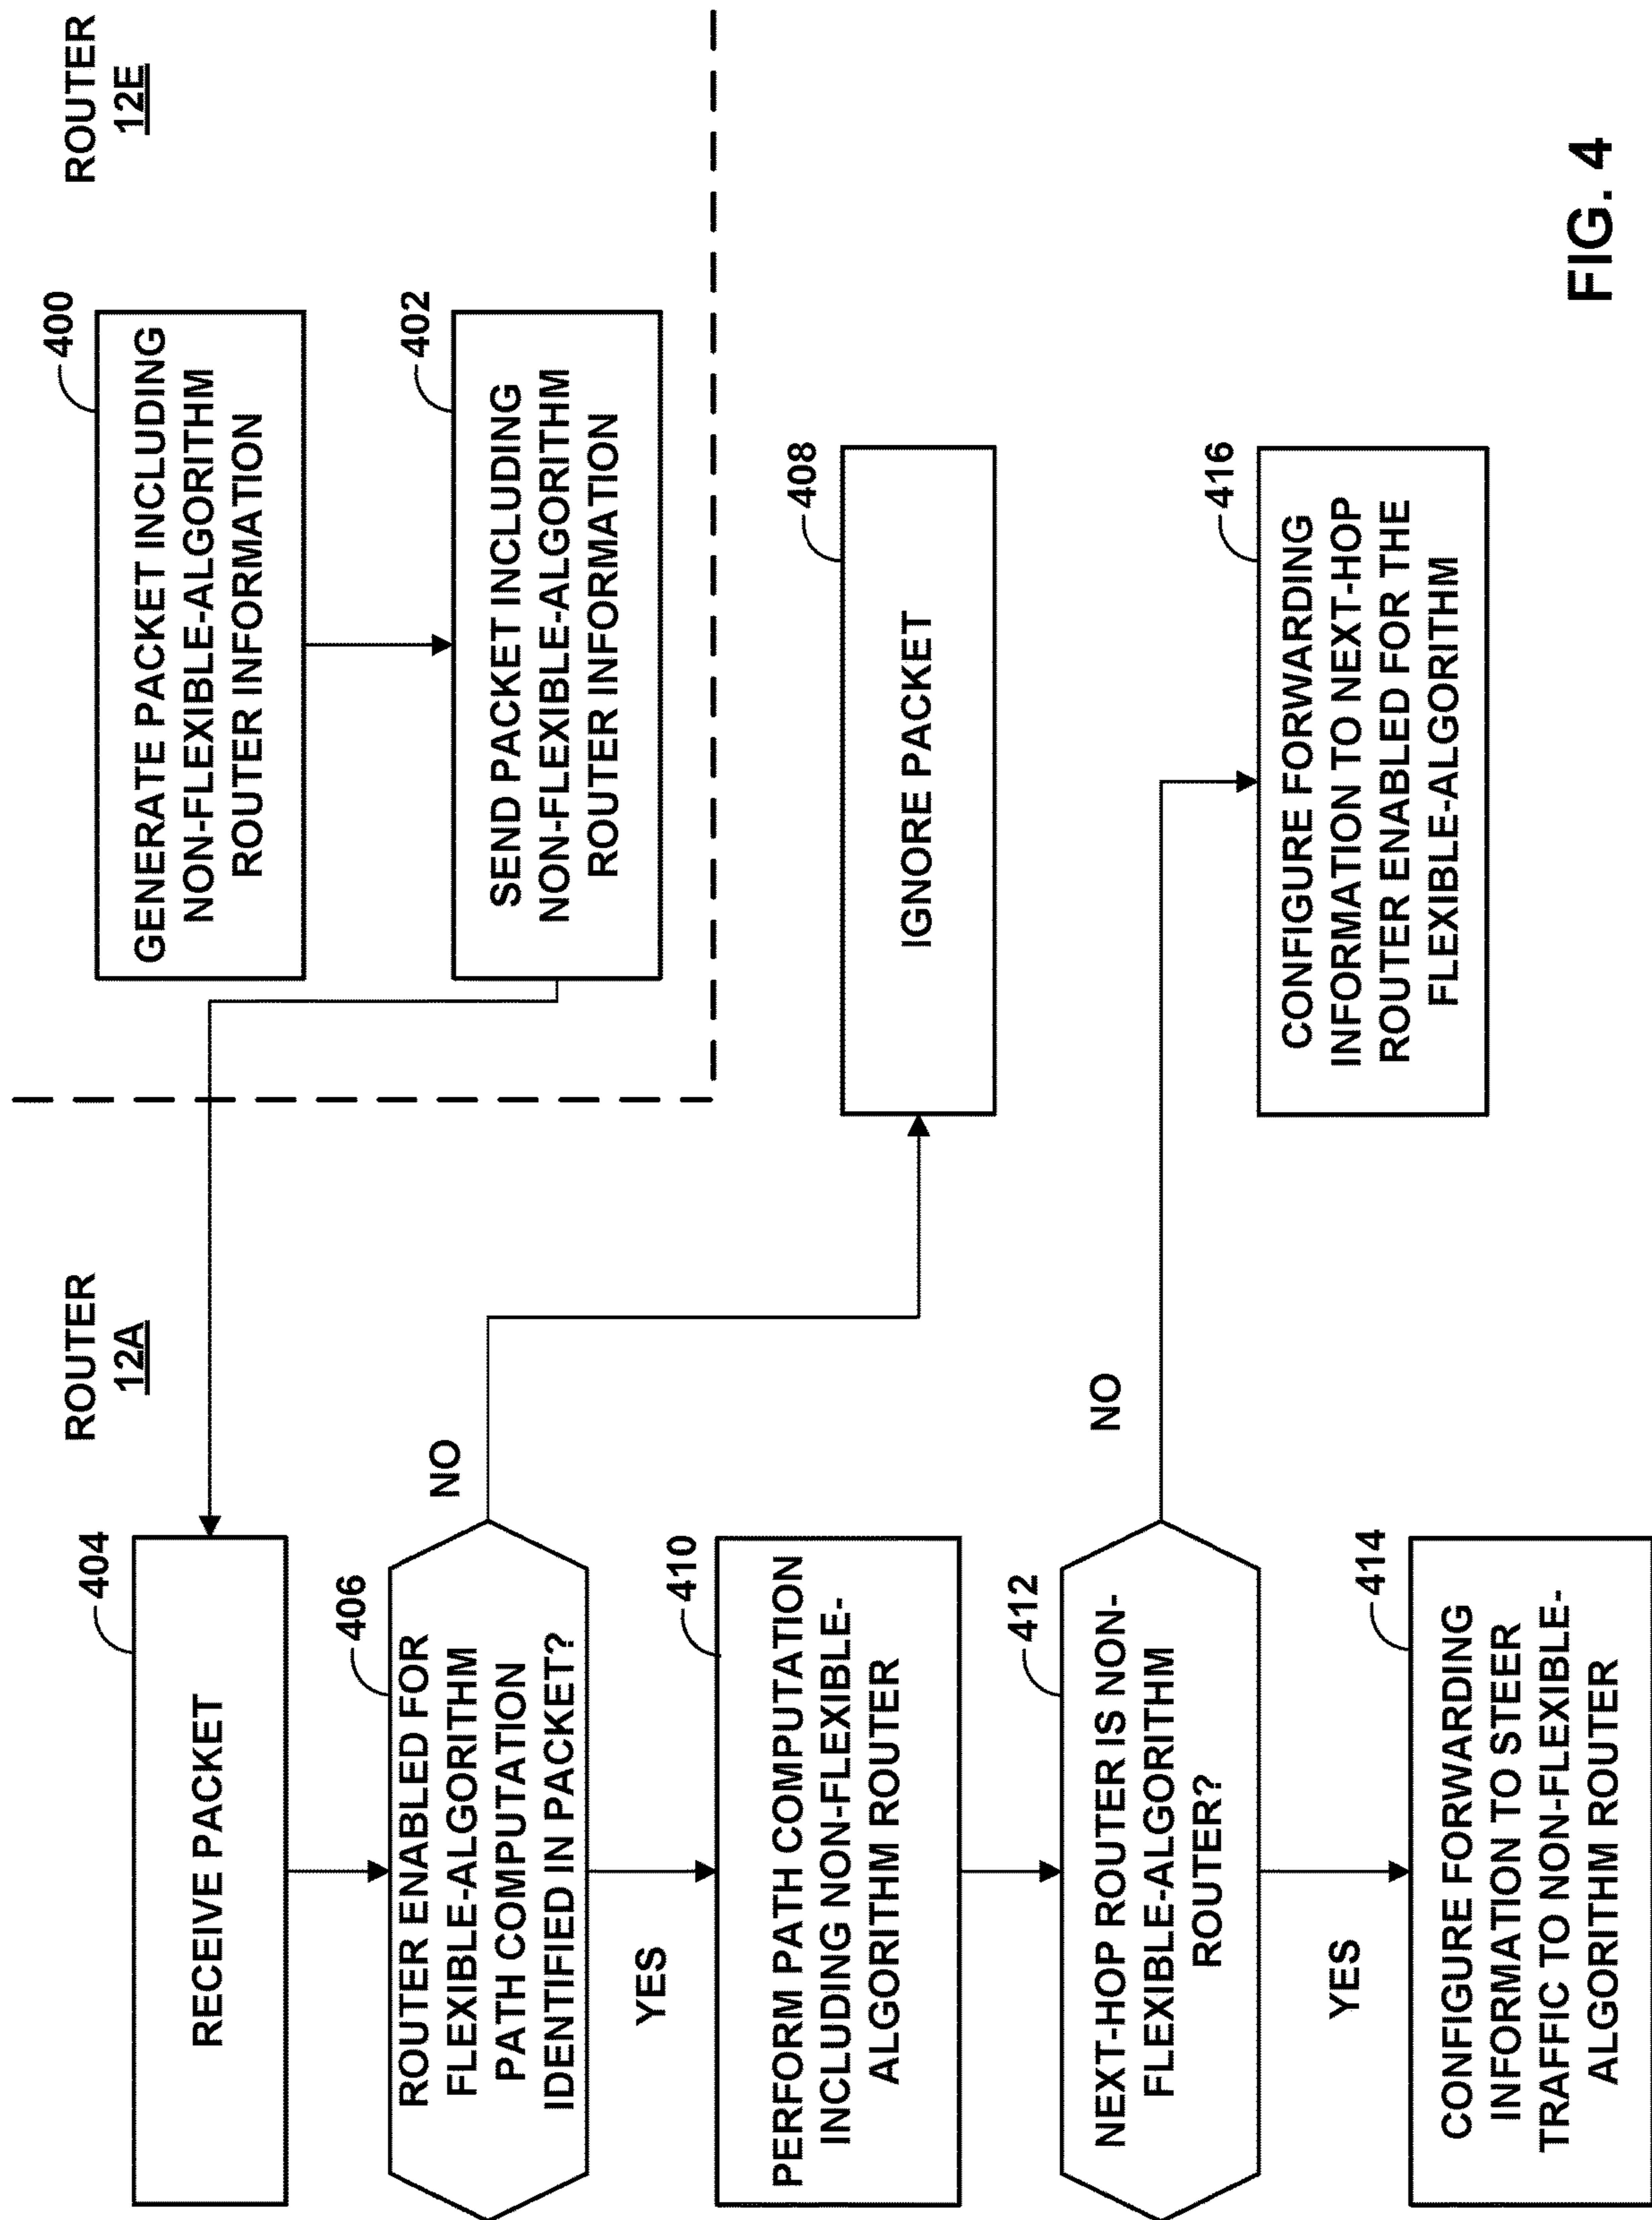 ROUTER
12A
ROUTER
12E
400
GENERATE PACKET INCLUDING
NON-FLEXIBLE-ALGORITHM
ROUTER INFORMATION
402
SEND PACKET INCLUDING
NON-FLEXIBLE-ALGORITHM
ROUTER INFORMATION
404
RECEIVE PACKET
406
ROUTER ENABLED FOR
FLEXIBLE-ALGORITHM
PATH COMPUTATION
IDENTIFIED IN PACKET?
NO
408
IGNORE PACKET
YES
410
PERFORM PATH COMPUTATION
INCLUDING NON-FLEXIBLE-
ALGORITHM ROUTER
412
NEXT-HOP ROUTER IS NON-
FLEXIBLE-ALGORITHM
ROUTER?
NO
416
CONFIGURE FORWARDING
INFORMATION TO NEXT-HOP
ROUTER ENABLED FOR THE
FLEXIBLE-ALGORITHM
YES
414
CONFIGURE FORWARDING
INFORMATION TO STEER
TRAFFIC TO NON-FLEXIBLE-
ALGORITHM ROUTER
FIG. 4